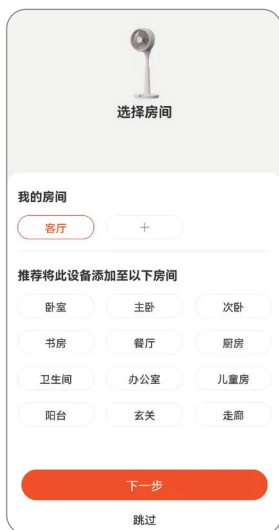 选择房间
我的房间
客厅 +
推荐将此设备添加至以下房间
卧室 主卧 次卧
书房 餐厅 厨房
卫生间 办公室 儿童房
阳台 玄关 走廊
下一步
跳过